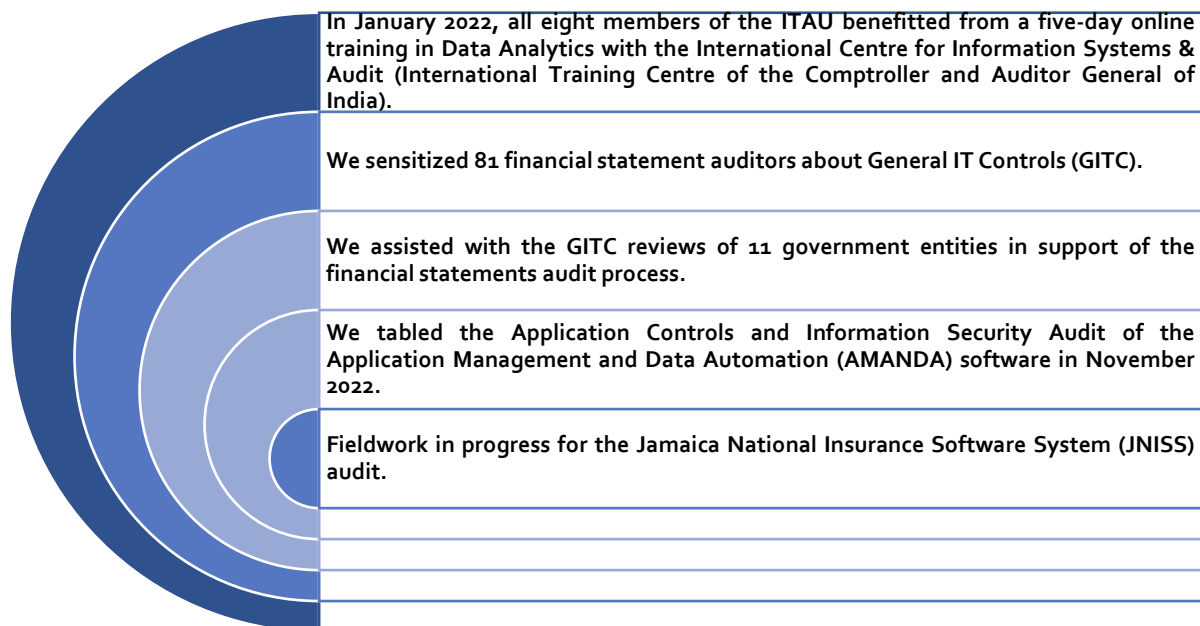 In January 2022, all eight members of the ITAU benefitted from a five-day online
training in Data Analytics with the International Centre for Information Systems &
Audit (International Training Centre of the Comptroller and Auditor General of
India).
We sensitized 81 financial statement auditors about General IT Controls (GITC).
We assisted with the GITC reviews of 11 government entities in support of the
financial statements audit process.
We tabled the Application Controls and Information Security Audit of the
Application Management and Data Automation (AMANDA) software in November
2022.
Fieldwork in progress for the Jamaica National Insurance Software System (JNISS)
audit.